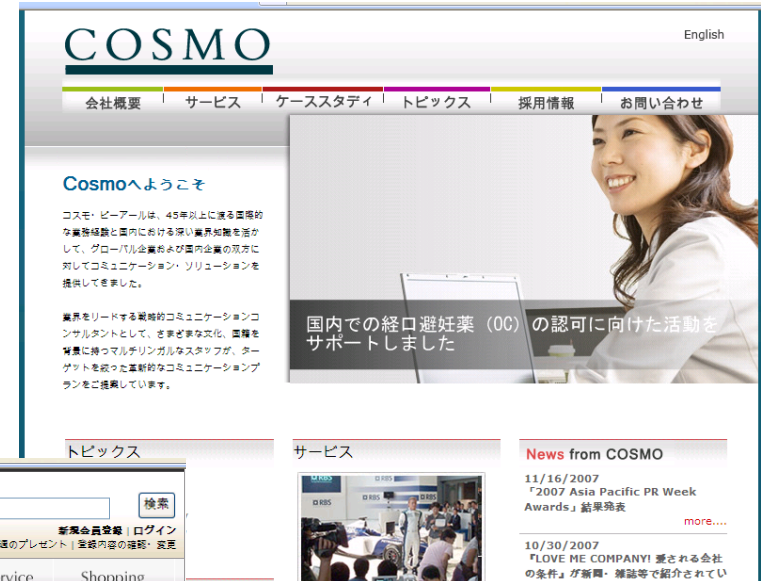 COSMO
English
会社概要
サービス
ケーススタディ
トピックス
採用情報
お問い合わせ
Cosmoへようこそ
コスモ・ピーアールは、45年以上に渡る国際的
な業務経験と国内における深い業界知識を活か
して、グローバル企業および国内企業の双方に
対してコミュニケーション・ソリューションを
提供してきました。
業界をリードする戦略的コミュニケーションコ
ンサルタントとして、さまざまな文化、国籍を
背景に持つマルチリンガルなスタッフが、ター
ゲットを絞った革新的なコミュニケーションプ
ランをご提案しています。
国内での経口避妊薬（OC）の認可に向けた活動を
サポートしました
トピックス
サービス
RBS
RBS
RBS
News from COSMO
11/16/2007
「2007 Asia Pacific PR Week
Awards」結果発表
more....
10/30/2007
『LOVE ME COMPANY! 愛される会社
の条件』が新聞・雑誌等で紹介されてい
検索
新規会員登録 | ログイン
週のプレゼント | 登録内容の確認・変更
rvice
Shopping